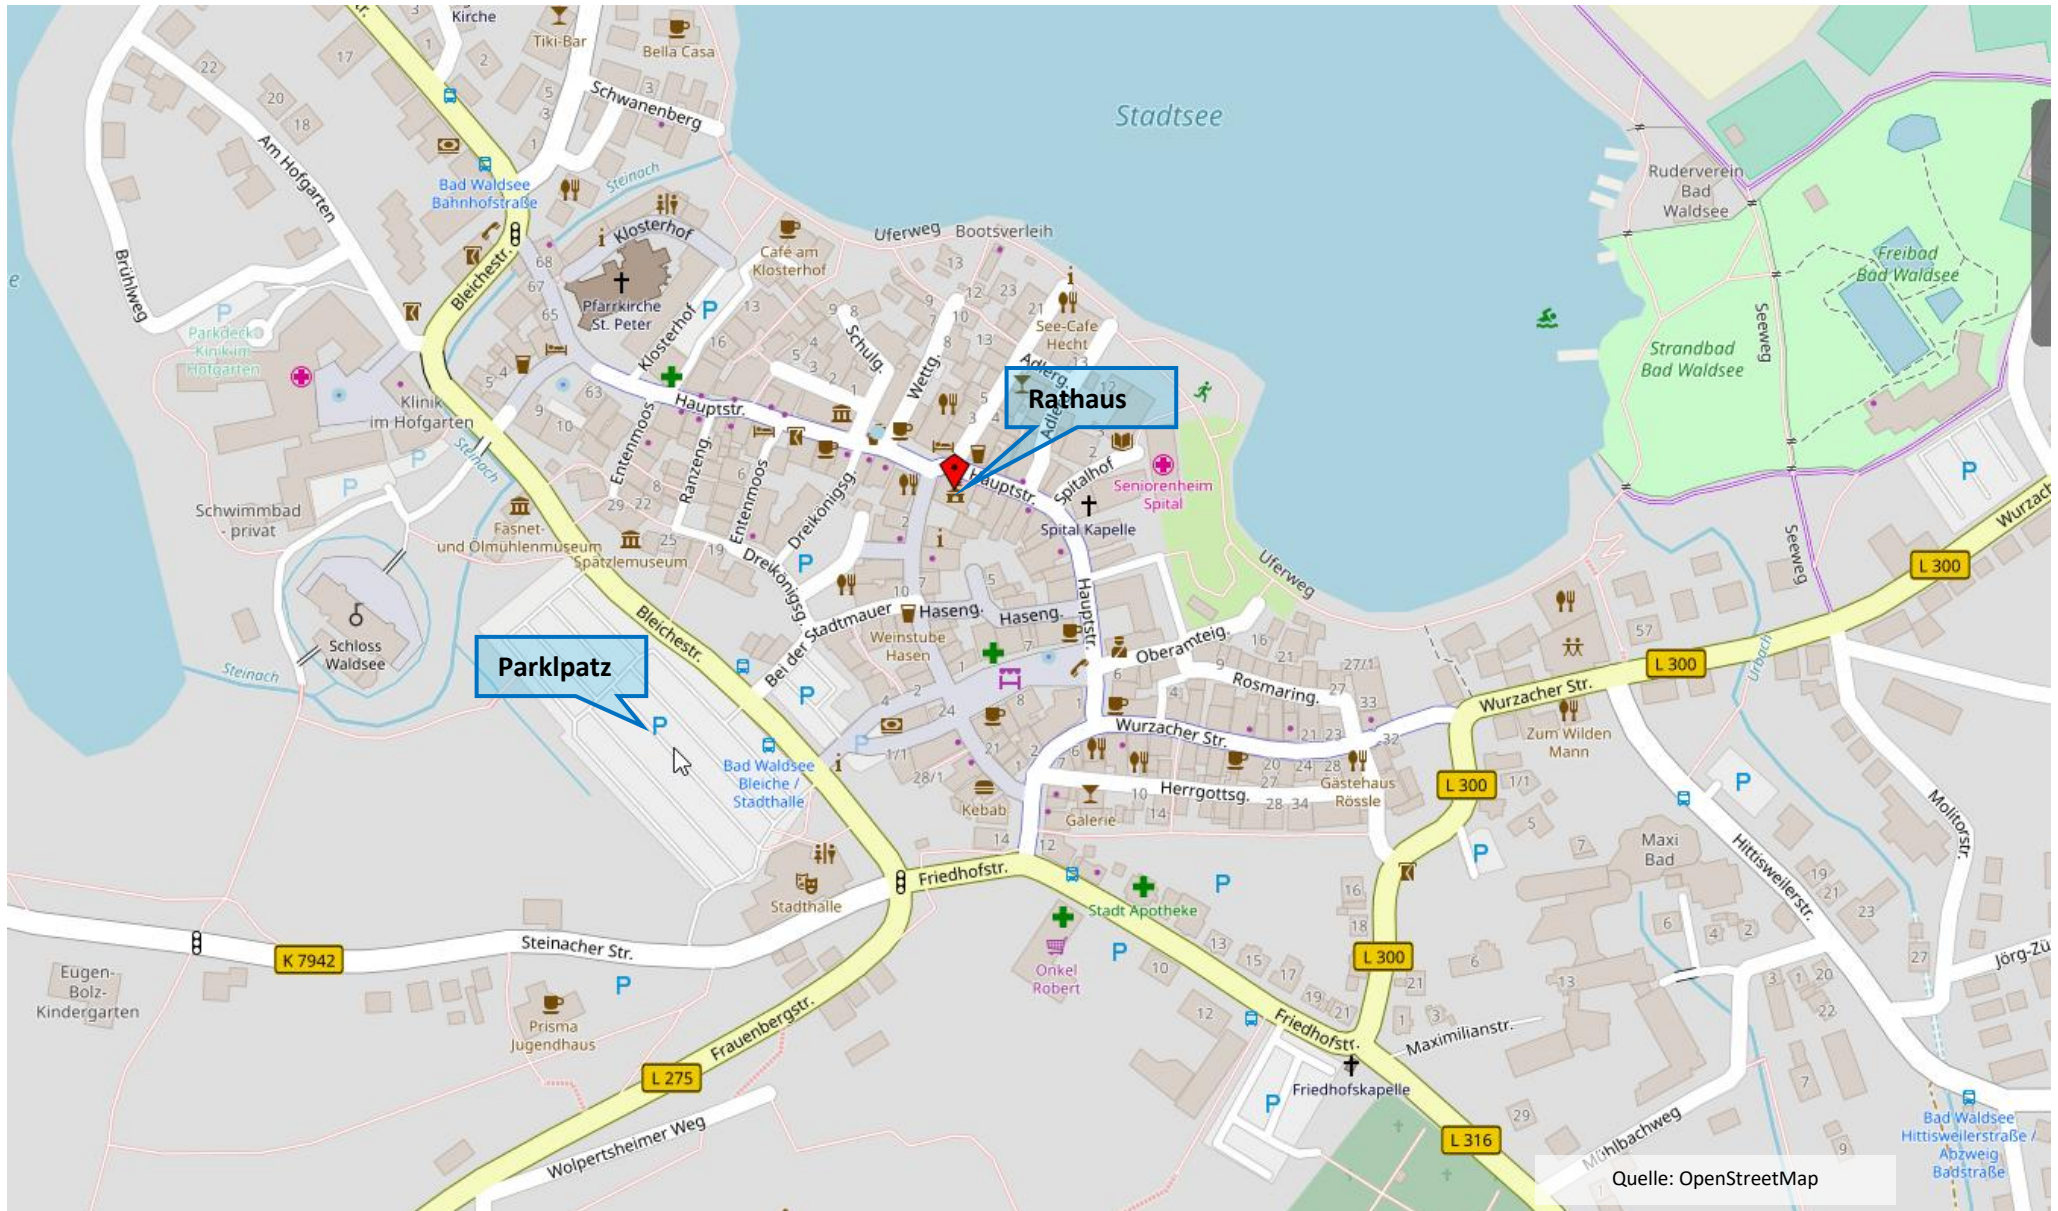 Kirche
Tiki-Bar
Bella Casa
Stadtsee
Schwanenberg
Am Hofgarten
Brühlweg
Bad Waldsee
Bahnhofstraße
Steinach
Klosterhof
Pfarrkirche
St. Peter
Café am
Klosterhof
Uferweg
Bootsverleih
Ruderverein
Bad
Waldsee
Freibad
Bad Waldsee
Strandbad
Bad Waldsee
Seeweg
Bleichestr.
Parkdeck
Klinik im
Hofgarten
Klinik
im Hofgarten
Klosterhof
Schulg.
Wettg.
See-Cafe
Hecht
Adlerg.
Rathaus
Hauptstr.
Entenmoos
Ranzeng.
Entenmoos
Dreikönigsg.
Hauptstr.
Spitalhof
Seniorenheim
Spital
Spital Kapelle
Steinach
Schwimmbad
- privat
Fasnet-
und Ölmühlenmuseum
Spätzlemuseum
Dreikönigsg.
Schloss
Waldsee
Steinach
Parklpatz
Bleichestr.
Bei der Stadtmauer
Haseng.
Haseng.
Weinstube
Hasen
Hauptstr.
Oberamteig.
Uferweg
Rosmaring.
Wurzacher Str.
Wurzacher Str.
Seeweg
Urbach
L 300
L 300
L 300
L 300
Zum Wilden
Mann
Bad Waldsee
Bleiche /
Stadthalle
Kebab
Galerie
Herrgottsg.
Gästehaus
Rössle
Maxi
Bad
Hittisweilerstr.
Molitorstr.
Stadthalle
Friedhofstr.
Stadt Apotheke
Onkel
Robert
Steinacher Str.
K 7942
Eugen-
Bolz-
Kindergarten
Prisma
Jugendhaus
Frauenbergstr.
L 275
Wolpertsheimer Weg
Friedhofstr.
Maximilianstr.
Friedhofskapelle
L 316
Mühlbachweg
Bad Waldsee
Hittisweilerstraße /
Abzweig
Badstraße
Quelle: OpenStreetMap